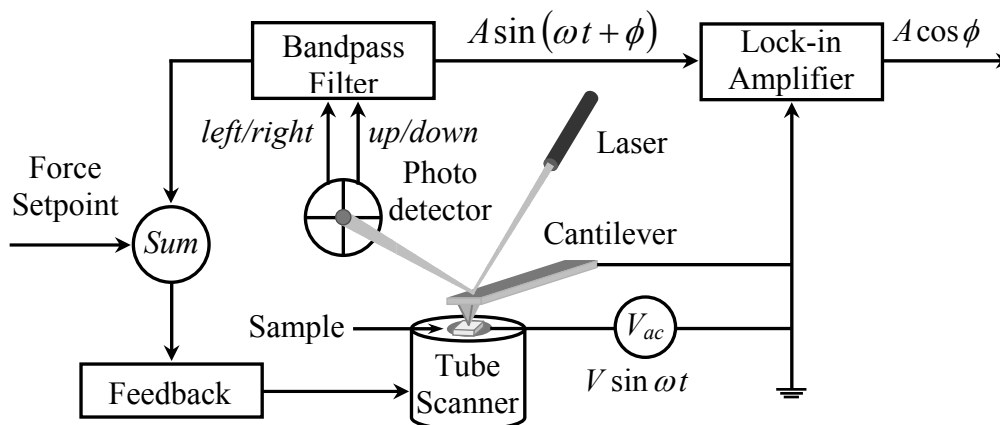 Bandpass
Filter
A sin (ωt + ϕ)
Lock-in
Amplifier
A cos ϕ
left/right
up/down
Laser
Photo
detector
Force
Setpoint
Sum
Cantilever
Sample
V_ac
V sin ωt
Tube
Scanner
Feedback